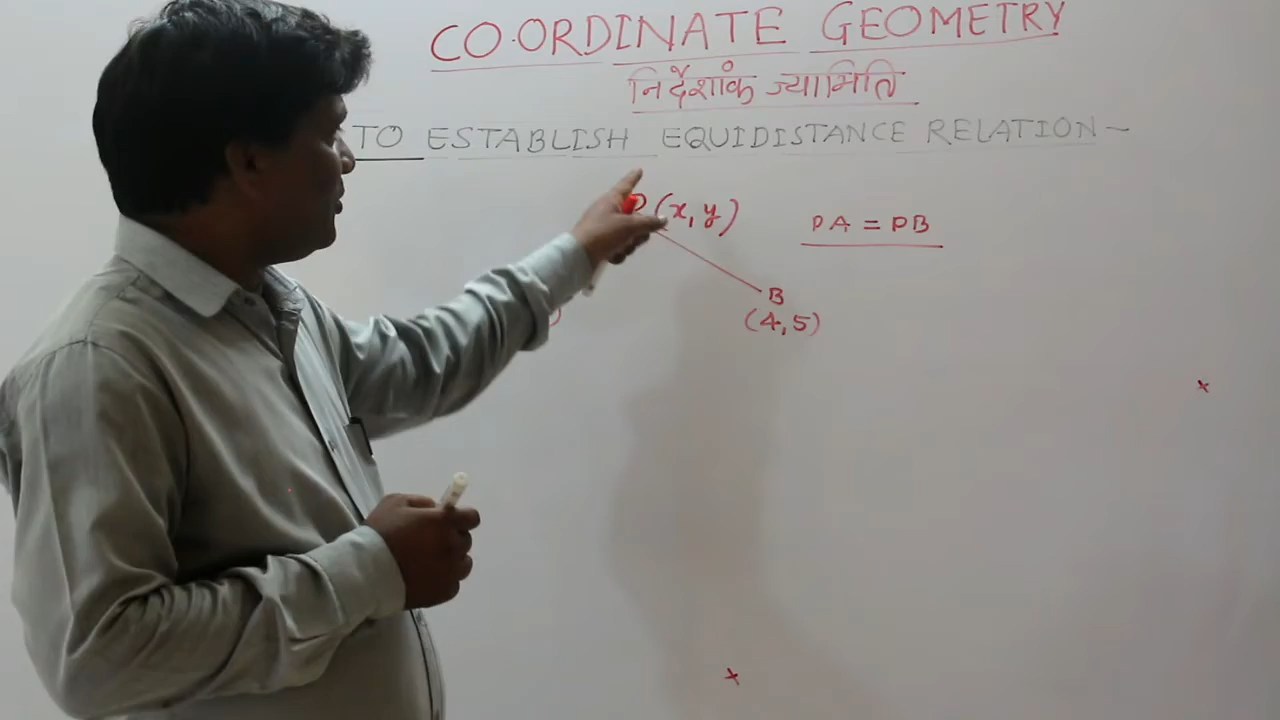 CO-ORDINATE GEOMETRY
निर्देशांक ज्यामिति
TO ESTABLISH EQUIDISTANCE RELATION -
P(x, y) PA = PB
B
(4, 5)